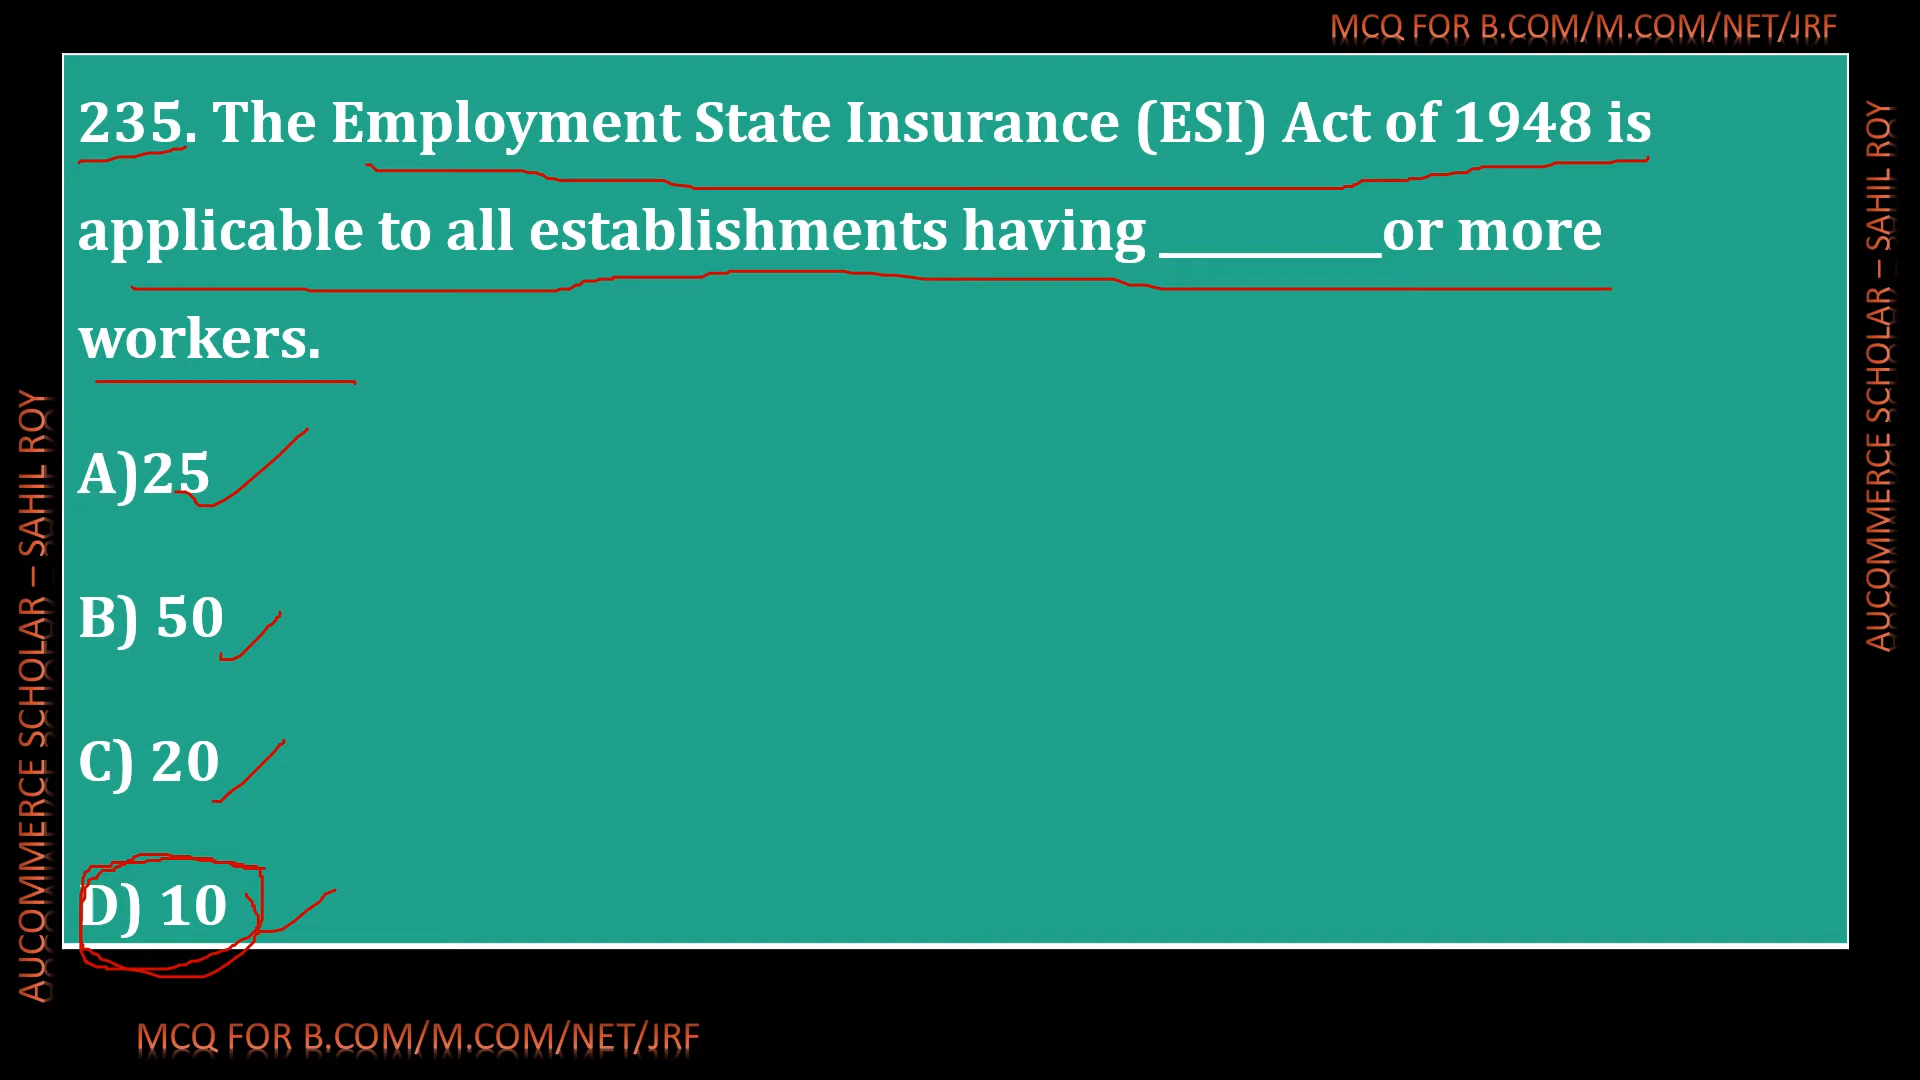 MCQ FOR B.COM/M.COM/NET/JRF
235. The Employment State Insurance (ESI) Act of 1948 is
applicable to all establishments having ________or more
workers.
A)25
B) 50
C) 20
D) 10
AUCOMMERCE SCHOLAR – SAHIL ROY
AUCOMMERCE SCHOLAR – SAHIL ROY
MCQ FOR B.COM/M.COM/NET/JRF